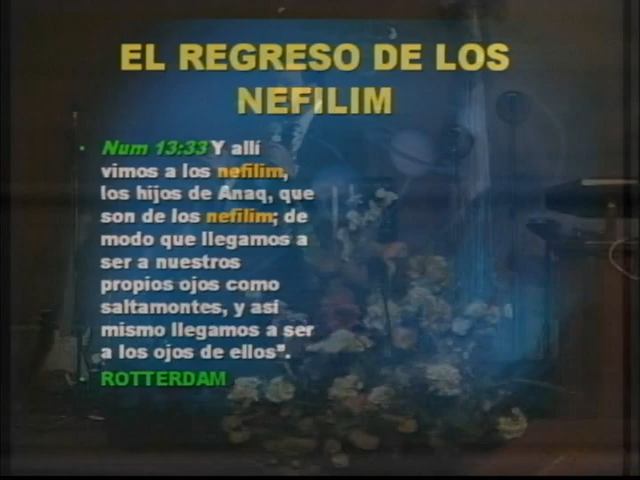 EL REGRESO DE LOS
NEFILIM
• Num 13:33 Y allí
vimos a los nefilim,
los hijos de Anaq, que
son de los nefilim; de
modo que llegamos a
ser a nuestros
propios ojos como
saltamontes, y así
mismo llegamos a ser
a los ojos de ellos".
• ROTTERDAM